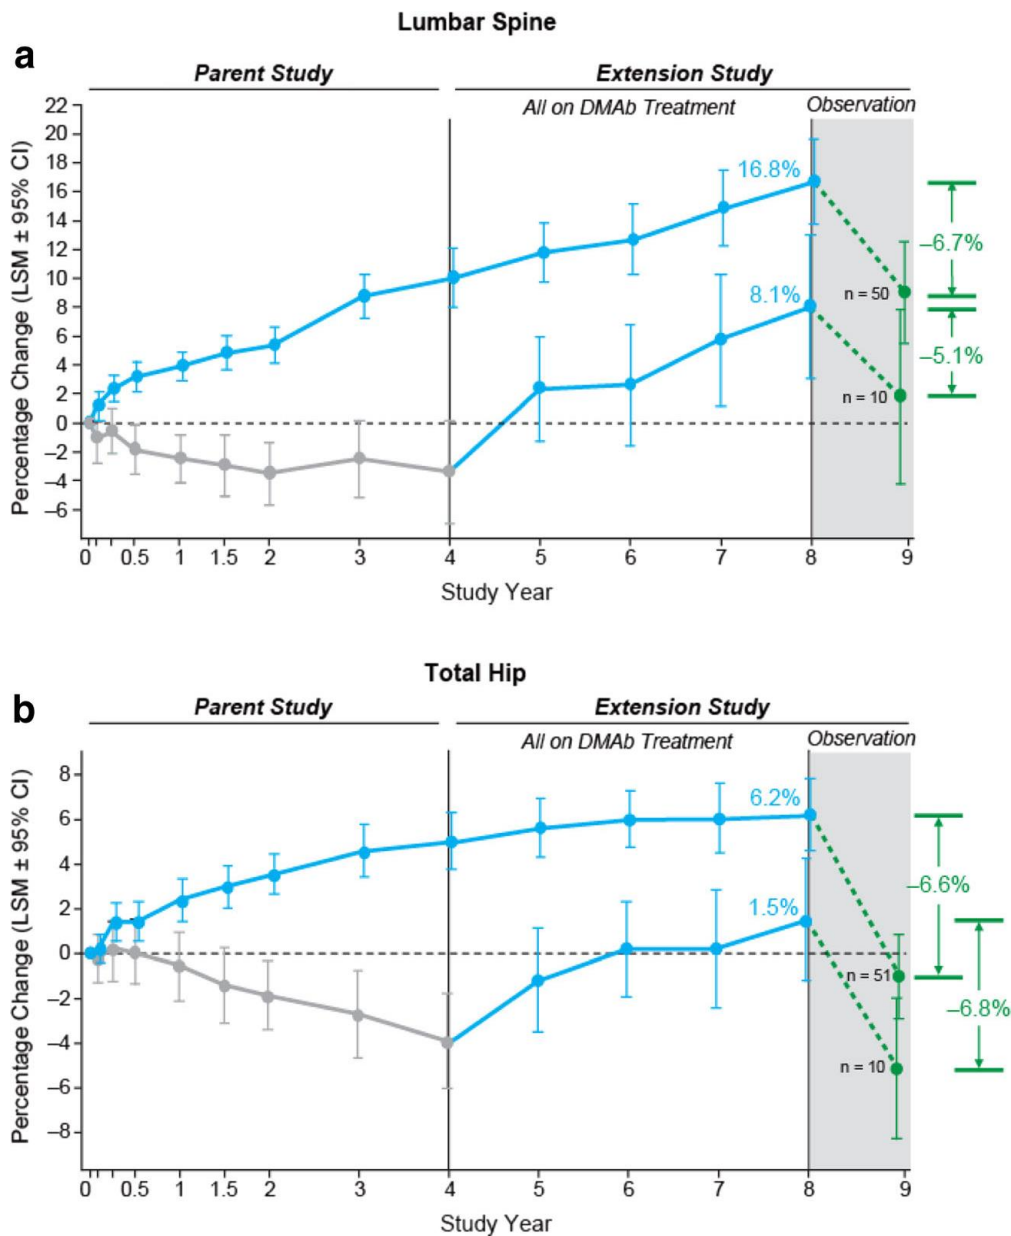 Lumbar Spine
a
Parent Study
Extension Study
All on DMAb Treatment
Observation
Percentage Change (LSM ± 95% CI)
22
20
18
16
14
12
10
8
6
4
2
0
–2
–4
–6
16.8%
8.1%
n = 50
n = 10
–6.7%
–5.1%
0 0.5 1 1.5 2 3 4 5 6 7 8 9
Study Year
Total Hip
b
Parent Study
Extension Study
All on DMAb Treatment
Observation
Percentage Change (LSM ± 95% CI)
8
6
4
2
0
–2
–4
–6
–8
6.2%
1.5%
n = 51
n = 10
–6.6%
–6.8%
0 0.5 1 1.5 2 3 4 5 6 7 8 9
Study Year